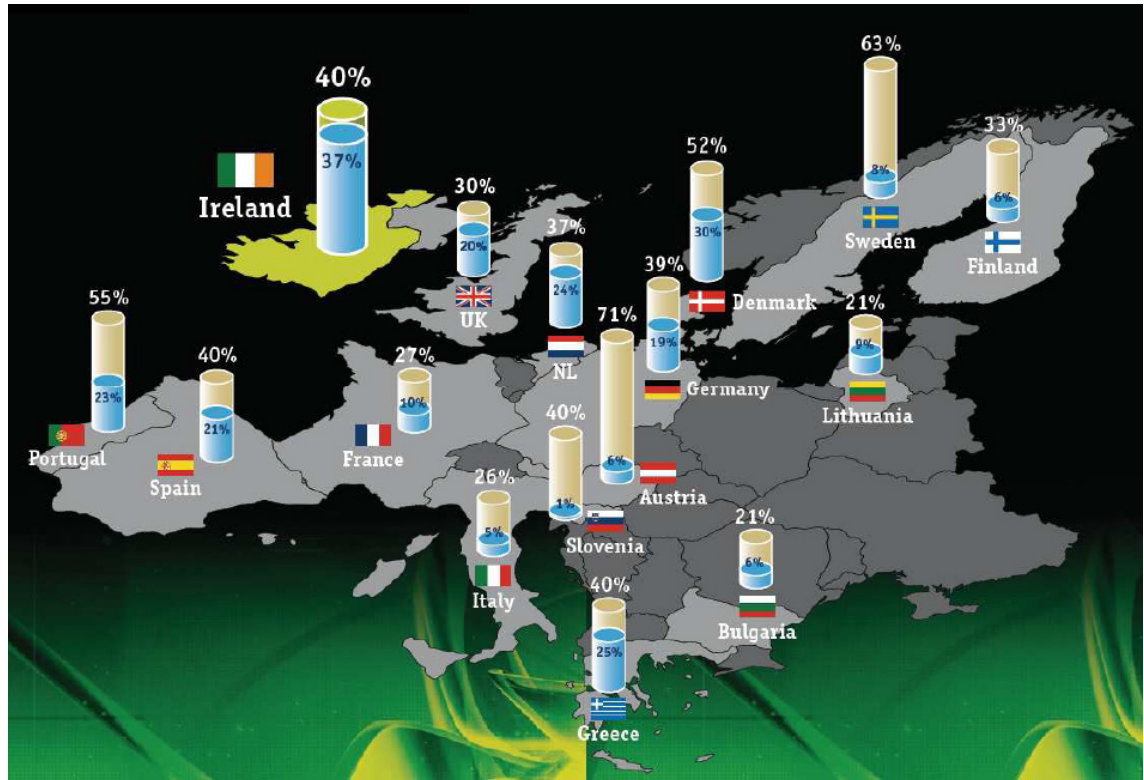 63%
40%
33%
52%
37%
8%
30%
6%
Ireland
37%
30%
Sweden
20%
39%
Finland
55%
24%
71%
Denmark
21%
UK
19%
9%
40%
27%
NL
Germany
23%
10%
40%
Lithuania
21%
Portugal
France
6%
Spain
26%
1%
Austria
21%
5%
Slovenia
6%
40%
Italy
Bulgaria
25%
Greece